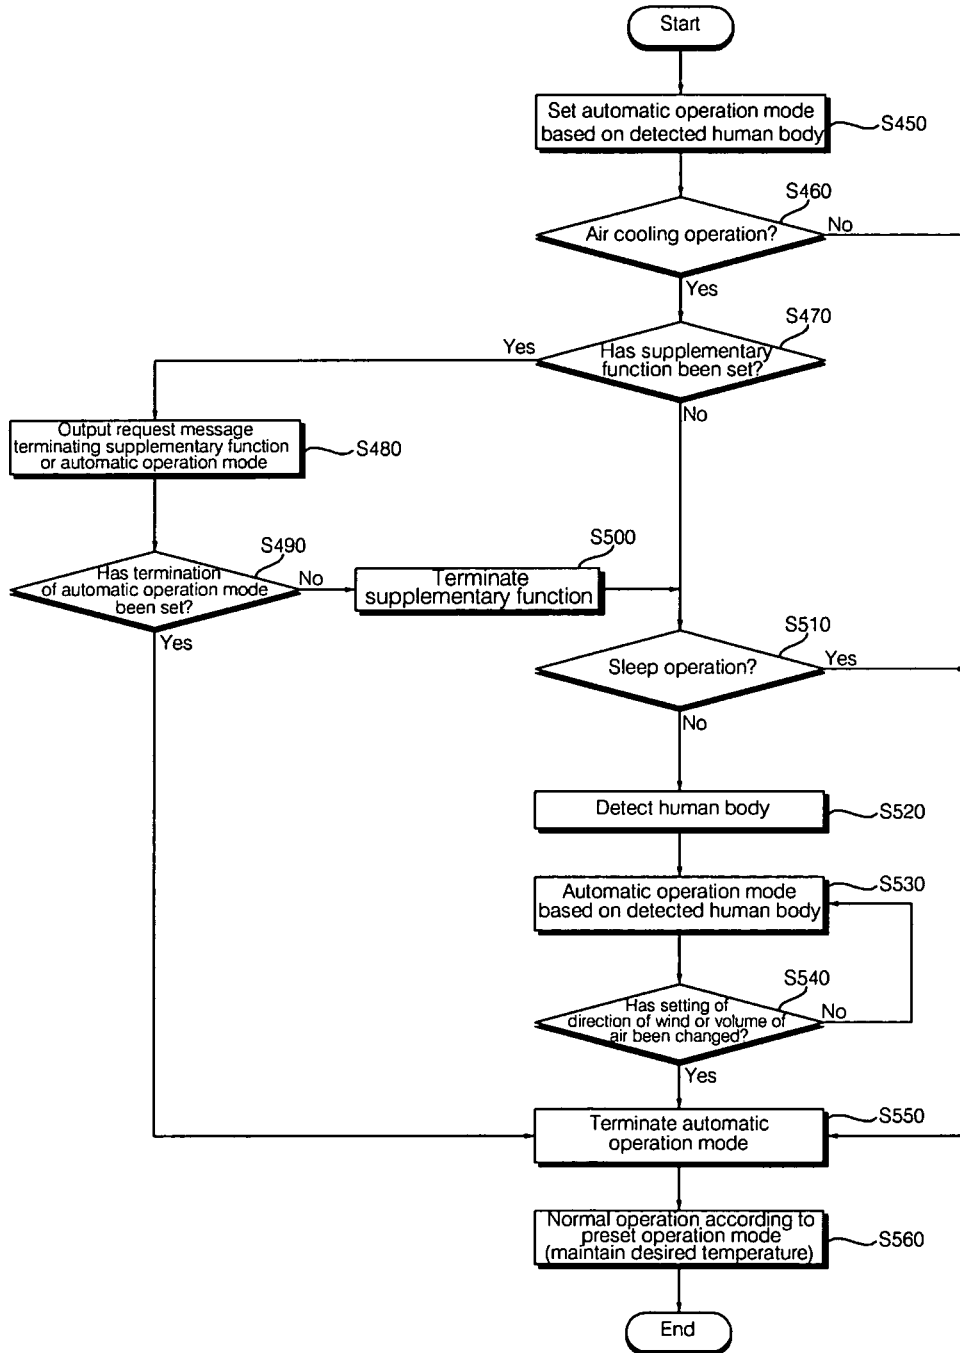 Start
Set automatic operation mode
based on detected human body
S450
S460
Air cooling operation?
No
Yes
S470
Has supplementary
function been set?
Yes
No
Output request message
terminating supplementary function
or automatic operation mode
S480
S490
Has termination
of automatic operation mode
been set?
No
Yes
S500
Terminate
supplementary function
S510
Sleep operation?
Yes
No
Detect human body
S520
Automatic operation mode
based on detected human body
S530
S540
Has setting of
direction of wind or volume of
air been changed?
No
Yes
Terminate automatic
operation mode
S550
Normal operation according to
preset operation mode
(maintain desired temperature)
S560
End